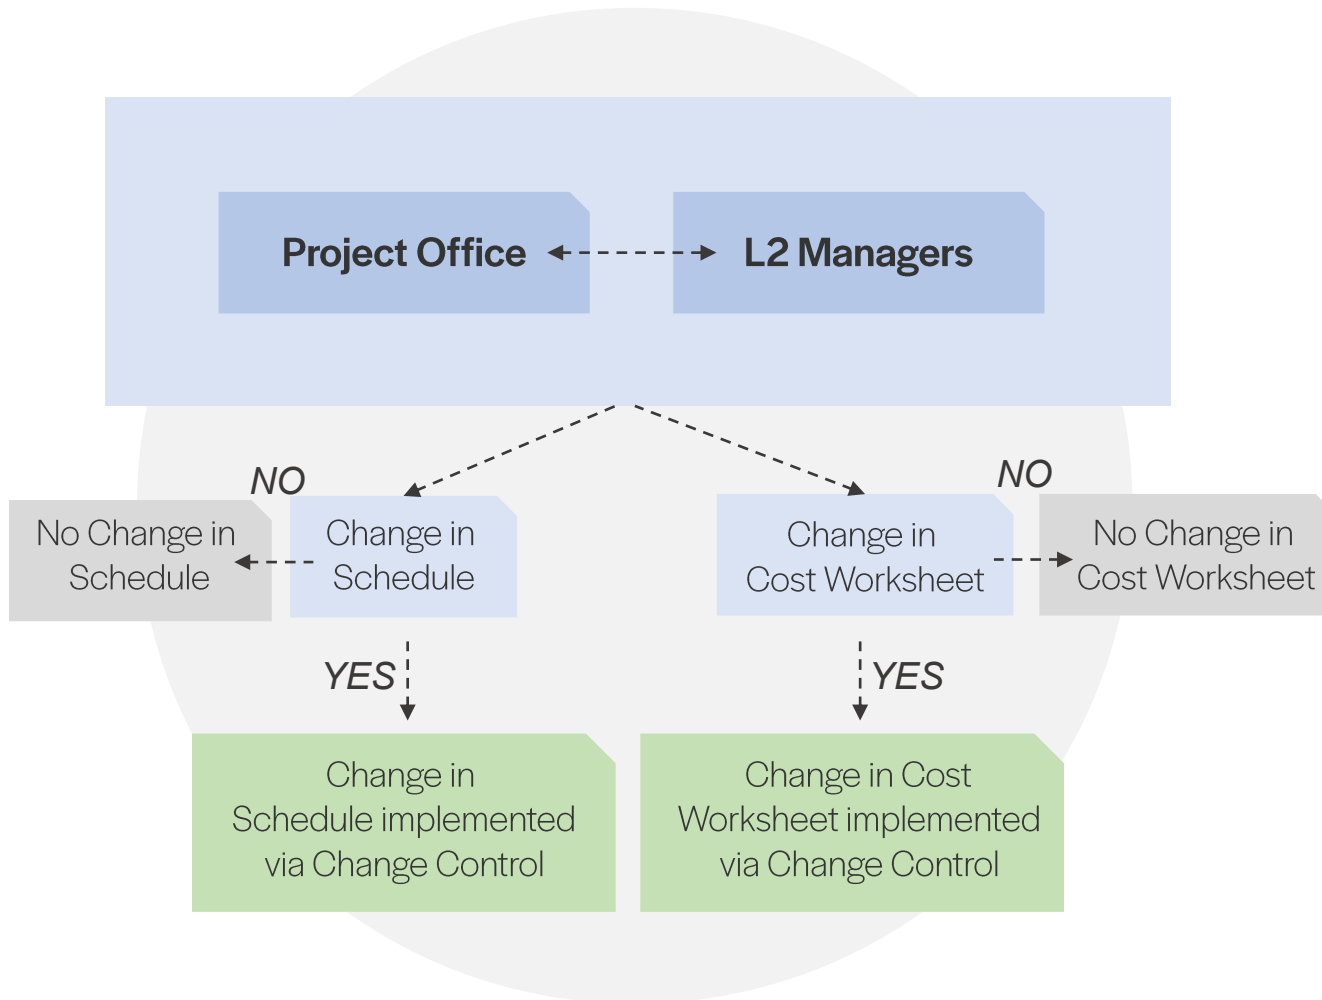 Project Office
L2 Managers
NO
NO
No Change in
Schedule
Change in
Schedule
Change in
Cost Worksheet
No Change in
Cost Worksheet
YES
YES
Change in
Schedule implemented
via Change Control
Change in Cost
Worksheet implemented
via Change Control